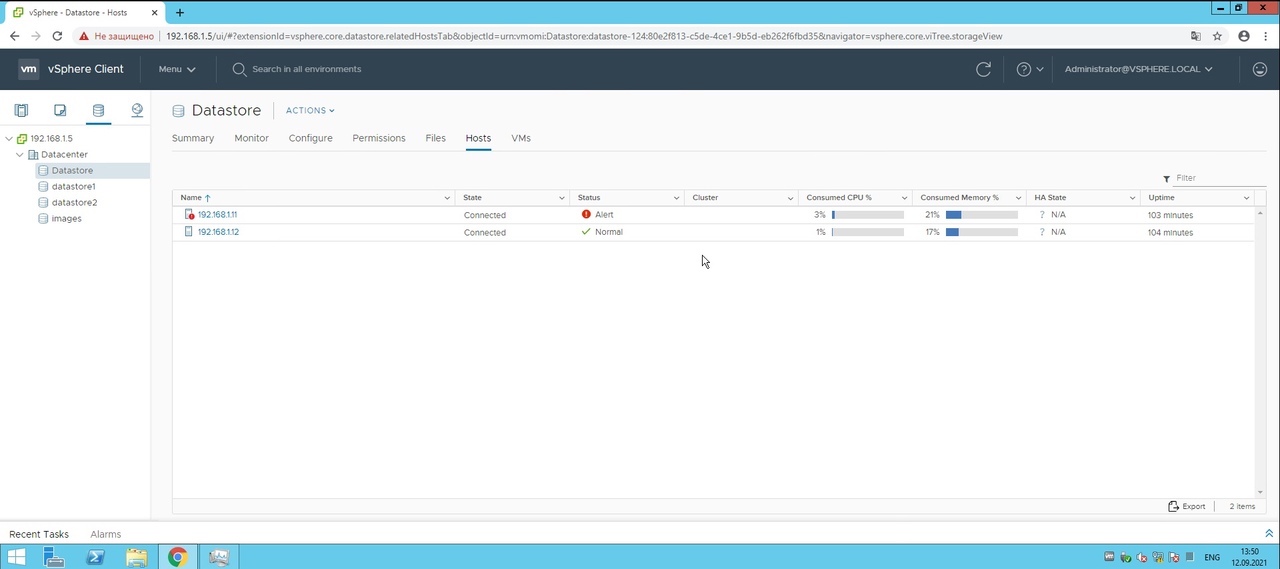 vSphere - Datastore - Hosts
Не защищено
192.168.1.5/ui/#?extensionId=vsphere.core.datastore.relatedHostsTab&objectId=urn:vmomi:Datastore:datastore-124:80e2f813-c5de-4ce1-9b5d-eb262f6fbd35&navigator=vsphere.core.viTree.storageView
vm vSphere Client Menu Search in all environments Administrator@VSPHERE.LOCAL
Datastore ACTIONS
Summary Monitor Configure Permissions Files Hosts VMs
192.168.1.5
Datacenter
Datastore
datastore1
datastore2
images
Filter
Name State Status Cluster Consumed CPU % Consumed Memory % HA State Uptime
192.168.1.11 Connected Alert 3% 21% ? N/A 103 minutes
192.168.1.12 Connected Normal 1% 17% ? N/A 104 minutes
Export 2 items
Recent Tasks Alarms
ENG 13:50
12.09.2021